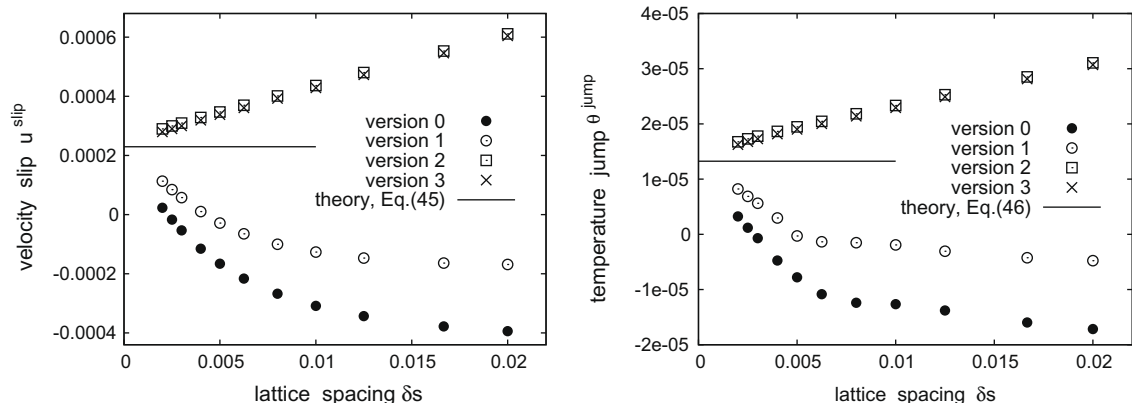 velocity slip u^slip
0.0006
0.0004
0.0002
0
-0.0002
-0.0004
version 0
version 1
version 2
version 3
theory, Eq.(45)
0
0.005
0.01
0.015
0.02
lattice spacing δs
temperature jump θ^jump
4e-05
3e-05
2e-05
1e-05
0
-1e-05
-2e-05
version 0
version 1
version 2
version 3
theory, Eq.(46)
0
0.005
0.01
0.015
0.02
lattice spacing δs